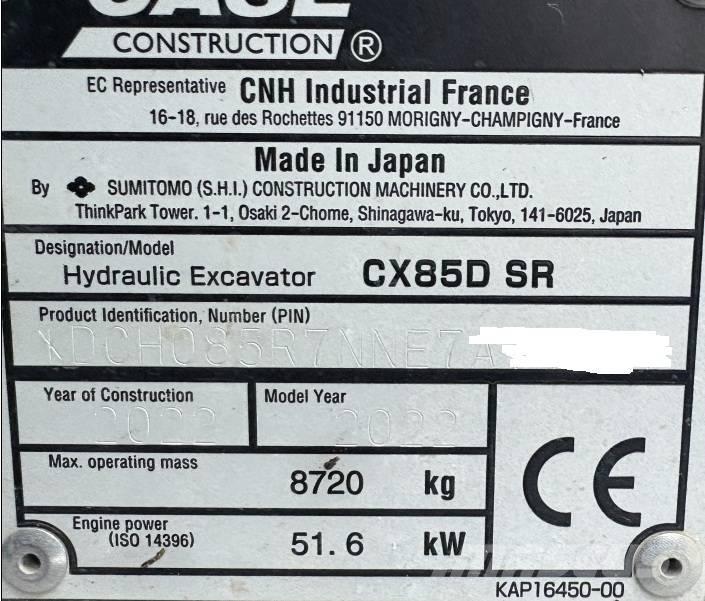 CASE
CONSTRUCTION ®
EC Representative CNH Industrial France
16-18, rue des Rochettes 91150 MORIGNY-CHAMPIGNY-France
Made In Japan
By SUMITOMO (S.H.I.) CONSTRUCTION MACHINERY CO.,LTD.
ThinkPark Tower. 1-1, Osaki 2-Chome, Shinagawa-ku, Tokyo, 141-6025, Japan
Designation/Model
Hydraulic Excavator CX85D SR
Product Identification, Number (PIN)
Year of Construction Model Year
2022 2022
Max. operating mass
8720 kg
Engine power
(ISO 14396) 51.6 kW
CE
KAP16450-00